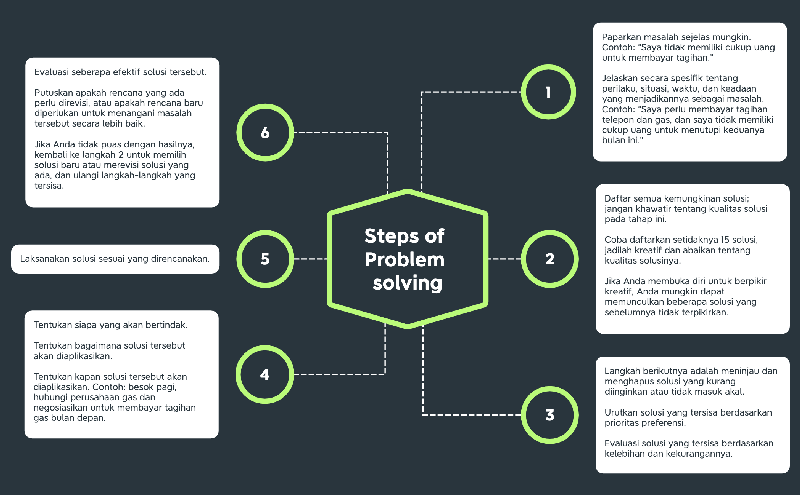 Steps of
Problem
solving
1
Paparkan masalah sejelas mungkin.
Contoh: "Saya tidak memiliki cukup uang
untuk membayar tagihan."
Jelaskan secara spesifik tentang
perilaku, situasi, waktu, dan keadaan
yang menjadikannya sebagai masalah.
Contoh: "Saya perlu membayar tagihan
telepon dan gas, dan saya tidak memiliki
cukup uang untuk menutupi keduanya
bulan ini."
2
Daftar semua kemungkinan solusi;
jangan khawatir tentang kualitas solusi
pada tahap ini.
Coba daftarkan setidaknya 15 solusi,
jadilah kreatif dan abaikan tentang
kualitas solusinya.
Jika Anda membuka diri untuk berpikir
kreatif, Anda mungkin dapat
memunculkan beberapa solusi yang
sebelumnya tidak terpikirkan.
3
Langkah berikutnya adalah meninjau dan
menghapus solusi yang kurang
diinginkan atau tidak masuk akal.
Urutkan solusi yang tersisa berdasarkan
prioritas preferensi.
Evaluasi solusi yang tersisa berdasarkan
kelebihan dan kekurangannya.
4
Tentukan siapa yang akan bertindak.
Tentukan bagaimana solusi tersebut
akan diaplikasikan.
Tentukan kapan solusi tersebut akan
diaplikasikan. Contoh: besok pagi,
hubungi perusahaan gas dan
negosiasikan untuk membayar tagihan
gas bulan depan.
5
Laksanakan solusi sesuai yang direncanakan.
6
Evaluasi seberapa efektif solusi tersebut.
Putuskan apakah rencana yang ada
perlu direvisi, atau apakah rencana baru
diperlukan untuk menangani masalah
tersebut secara lebih baik.
Jika Anda tidak puas dengan hasilnya,
kembali ke langkah 2 untuk memilih
solusi baru atau merevisi solusi yang
ada, dan ulangi langkah-langkah yang
tersisa.